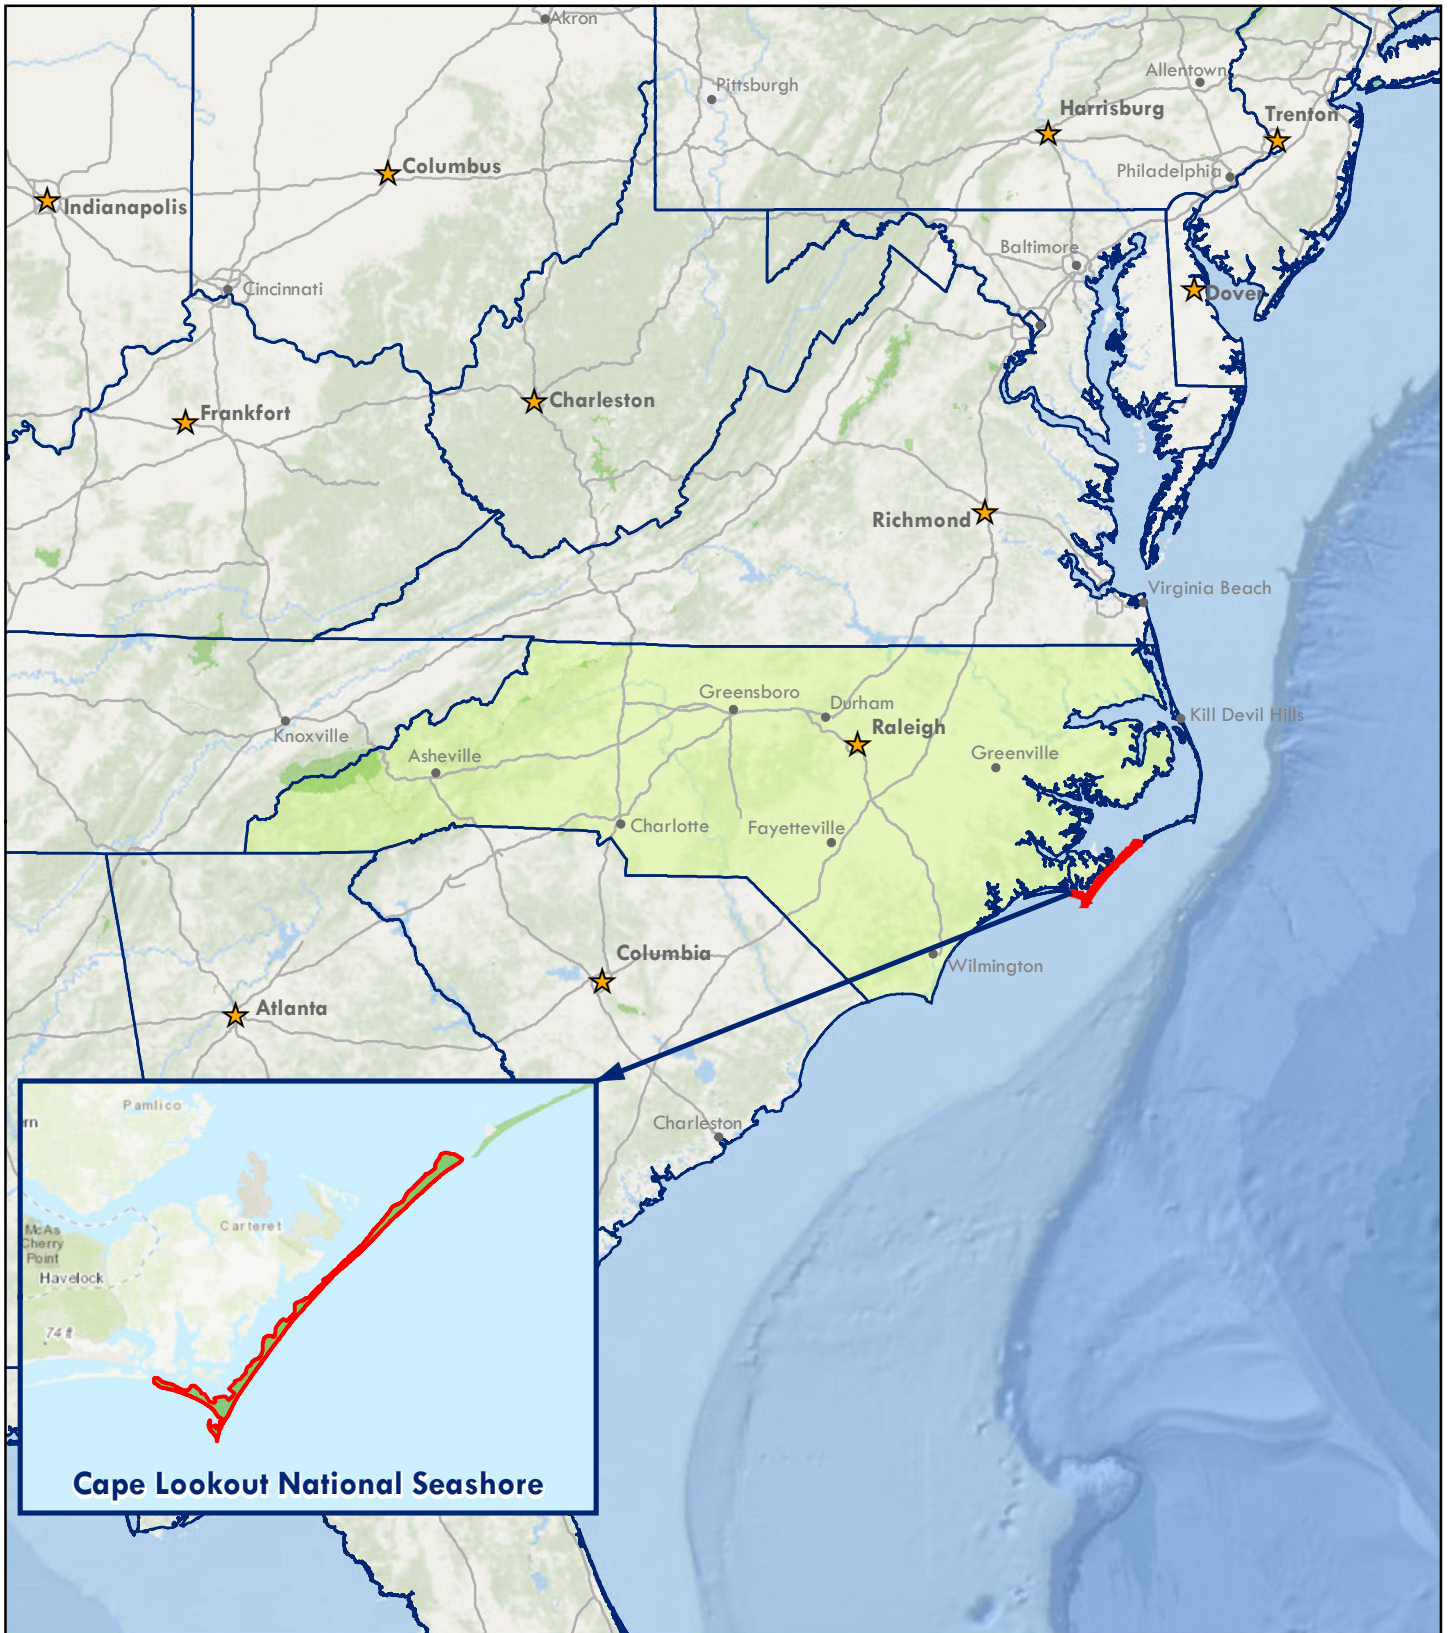 Akron
Pittsburgh
Allentown
Harrisburg
Trenton
Columbus
Philadelphia
Indianapolis
Baltimore
Cincinnati
Dover
Charleston
Frankfort
Richmond
Virginia Beach
Greensboro
Durham
Kill Devil Hills
Knoxville
Raleigh
Asheville
Greenville
Charlotte
Fayetteville
Columbia
Wilmington
Atlanta
Charleston
Pamlico
rn
Carteret
McAs
Cherry
Point
Havelock
74 ft
Cape Lookout National Seashore